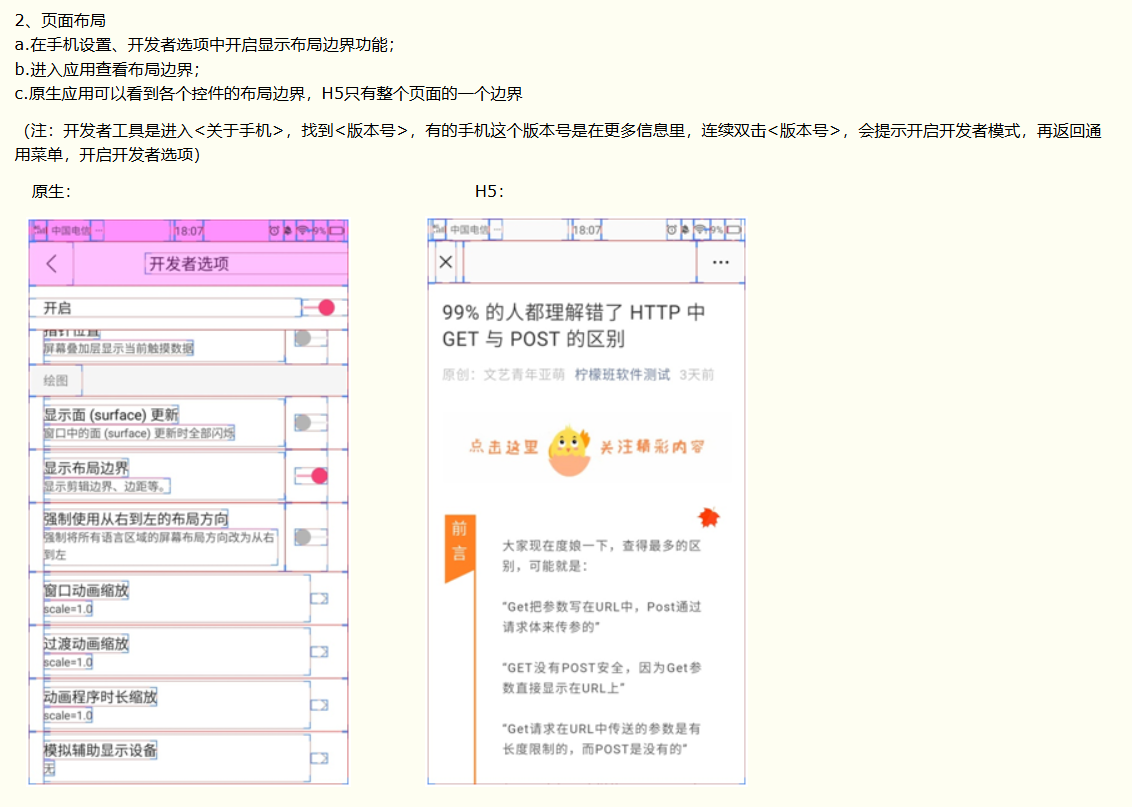 2、页面布局
a.在手机设置、开发者选项中开启显示布局边界功能；
b.进入应用查看布局边界；
c.原生应用可以看到各个控件的布局边界，H5只有整个页面的一个边界
（注：开发者工具是进入<关于手机>，找到<版本号>，有的手机这个版本号是在更多信息里，连续双击<版本号>，会提示开启开发者模式，再返回通
用菜单，开启开发者选项）
原生：
中国电信 ··· 18:07 9%
开发者选项
开启
指针位置
屏幕叠加层显示当前触摸数据
绘图
显示面 (surface) 更新
窗口中的面 (surface) 更新时全部闪烁
显示布局边界
显示剪辑边界、边距等。
强制使用从右到左的布局方向
强制将所有语言区域的屏幕布局方向改为从右
到左
窗口动画缩放
scale=1.0
过渡动画缩放
scale=1.0
动画程序时长缩放
scale=1.0
模拟辅助显示设备
无
H5：
中国电信 ··· 18:07 9%
99% 的人都理解错了 HTTP 中
GET 与 POST 的区别
原创：文艺青年亚萌 柠檬班软件测试 3天前
点击这里 关注精彩内容
前
言
大家现在度娘一下，查得最多的区
别，可能就是：
“Get把参数写在URL中，Post通过
请求体来传参的”
“GET没有POST安全，因为Get参
数直接显示在URL上”
“Get请求在URL中传送的参数是有
长度限制的，而POST是没有的”